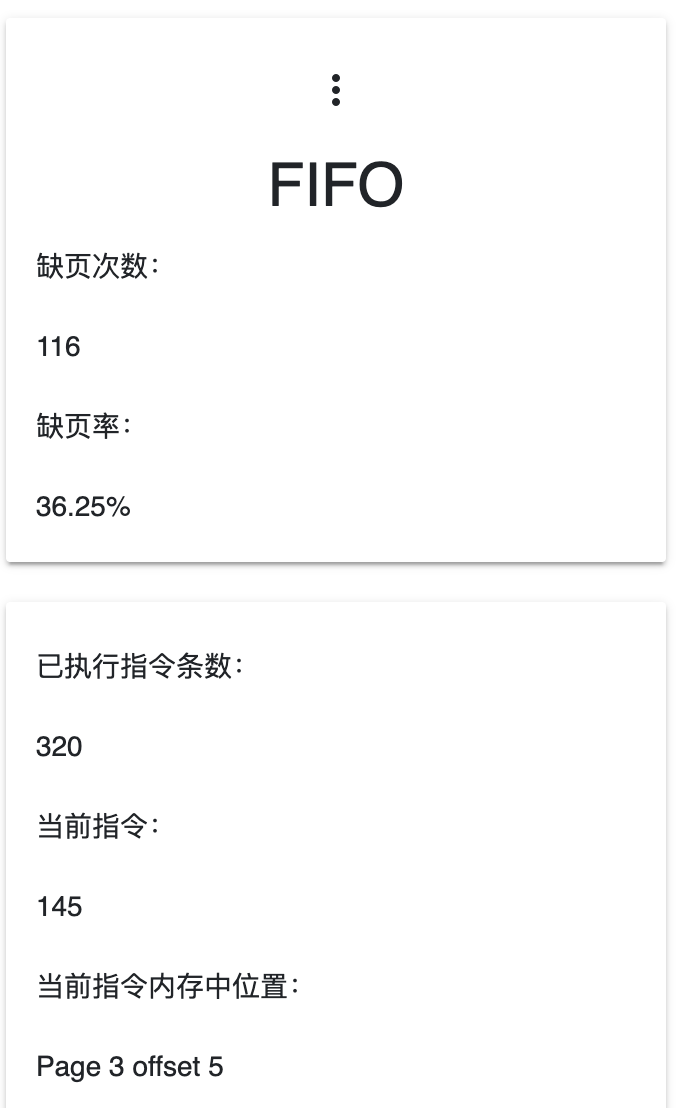 FIFO
缺页次数：
116
缺页率：
36.25%
已执行指令条数：
320
当前指令：
145
当前指令内存中位置：
Page 3 offset 5